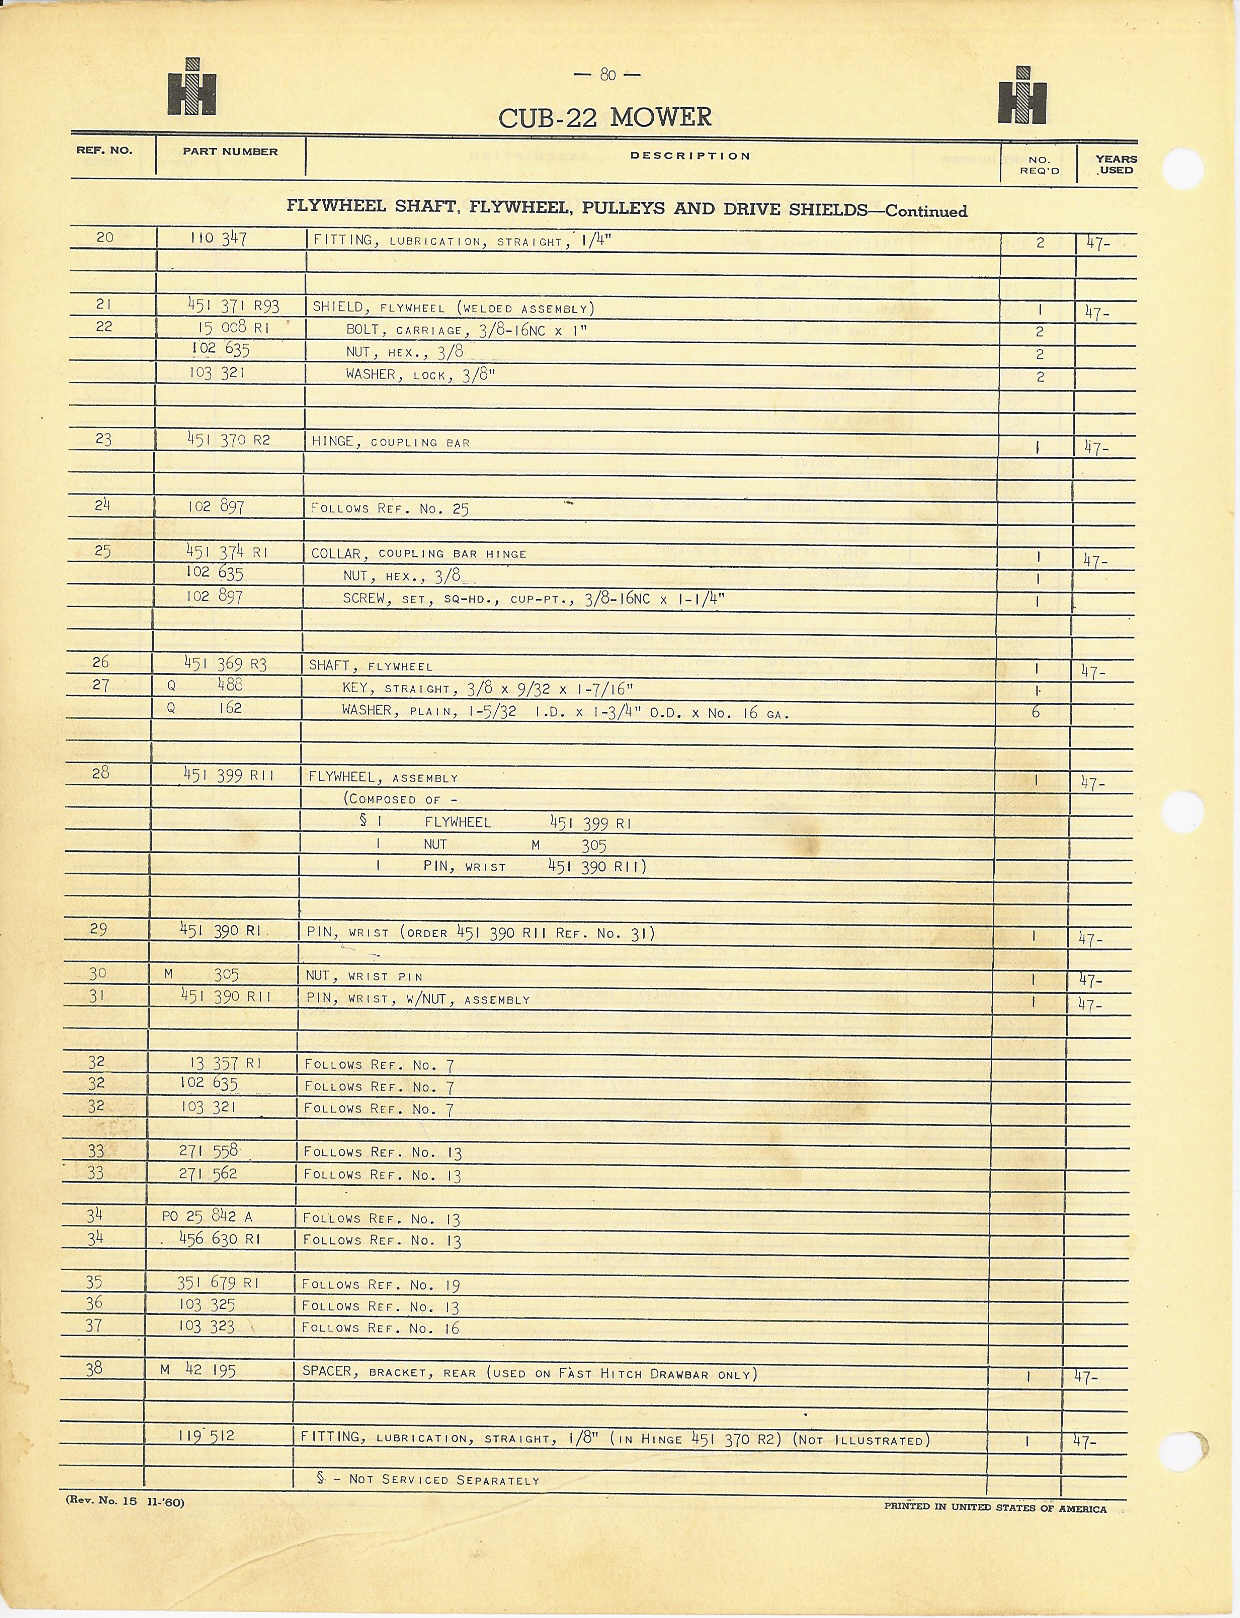 — 80 —
CUB-22 MOWER
REF. NO. PART NUMBER DESCRIPTION NO. REQ'D YEARS USED
FLYWHEEL SHAFT, FLYWHEEL, PULLEYS AND DRIVE SHIELDS—Continued
20 110 347 FITTING, LUBRICATION, STRAIGHT, 1/4" 2 47-
21 451 371 R93 SHIELD, FLYWHEEL (WELDED ASSEMBLY) 1 47-
22 15 008 R1 BOLT, CARRIAGE, 3/8-16NC X 1" 2
102 635 NUT, HEX., 3/8 2
103 321 WASHER, LOCK, 3/8" 2
23 451 370 R2 HINGE, COUPLING BAR 1 47-
24 102 897 FOLLOWS REF. NO. 25
25 451 374 R1 COLLAR, COUPLING BAR HINGE 1 47-
102 635 NUT, HEX., 3/8 1
102 897 SCREW, SET, SQ-HD., CUP-PT., 3/8-16NC X 1-1/4" 1
26 451 369 R3 SHAFT, FLYWHEEL 1 47-
27 Q 488 KEY, STRAIGHT, 3/8 X 9/32 X 1-7/16" 1
Q 162 WASHER, PLAIN, 1-5/32 I.D. X 1-3/4" O.D. X NO. 16 GA. 6
28 451 399 R11 FLYWHEEL, ASSEMBLY 1 47-
(COMPOSED OF -
§ 1 FLYWHEEL 451 399 R1
1 NUT M 305
1 PIN, WRIST 451 390 R11)
29 451 390 R1 PIN, WRIST (ORDER 451 390 R11 REF. NO. 31) 1 47-
30 M 305 NUT, WRIST PIN 1 47-
31 451 390 R11 PIN, WRIST, W/NUT, ASSEMBLY 1 47-
32 13 357 R1 FOLLOWS REF. NO. 7
32 102 635 FOLLOWS REF. NO. 7
32 103 321 FOLLOWS REF. NO. 7
33 271 558 FOLLOWS REF. NO. 13
33 271 562 FOLLOWS REF. NO. 13
34 PO 25 842 A FOLLOWS REF. NO. 13
34 456 630 R1 FOLLOWS REF. NO. 13
35 351 679 R1 FOLLOWS REF. NO. 19
36 103 325 FOLLOWS REF. NO. 13
37 103 323 FOLLOWS REF. NO. 16
38 M 42 195 SPACER, BRACKET, REAR (USED ON FAST HITCH DRAWBAR ONLY) 1 47-
119 512 FITTING, LUBRICATION, STRAIGHT, 1/8" (IN HINGE 451 370 R2) (NOT ILLUSTRATED) 1 47-
§ - NOT SERVICED SEPARATELY
(Rev. No. 15 11-'60) PRINTED IN UNITED STATES OF AMERICA